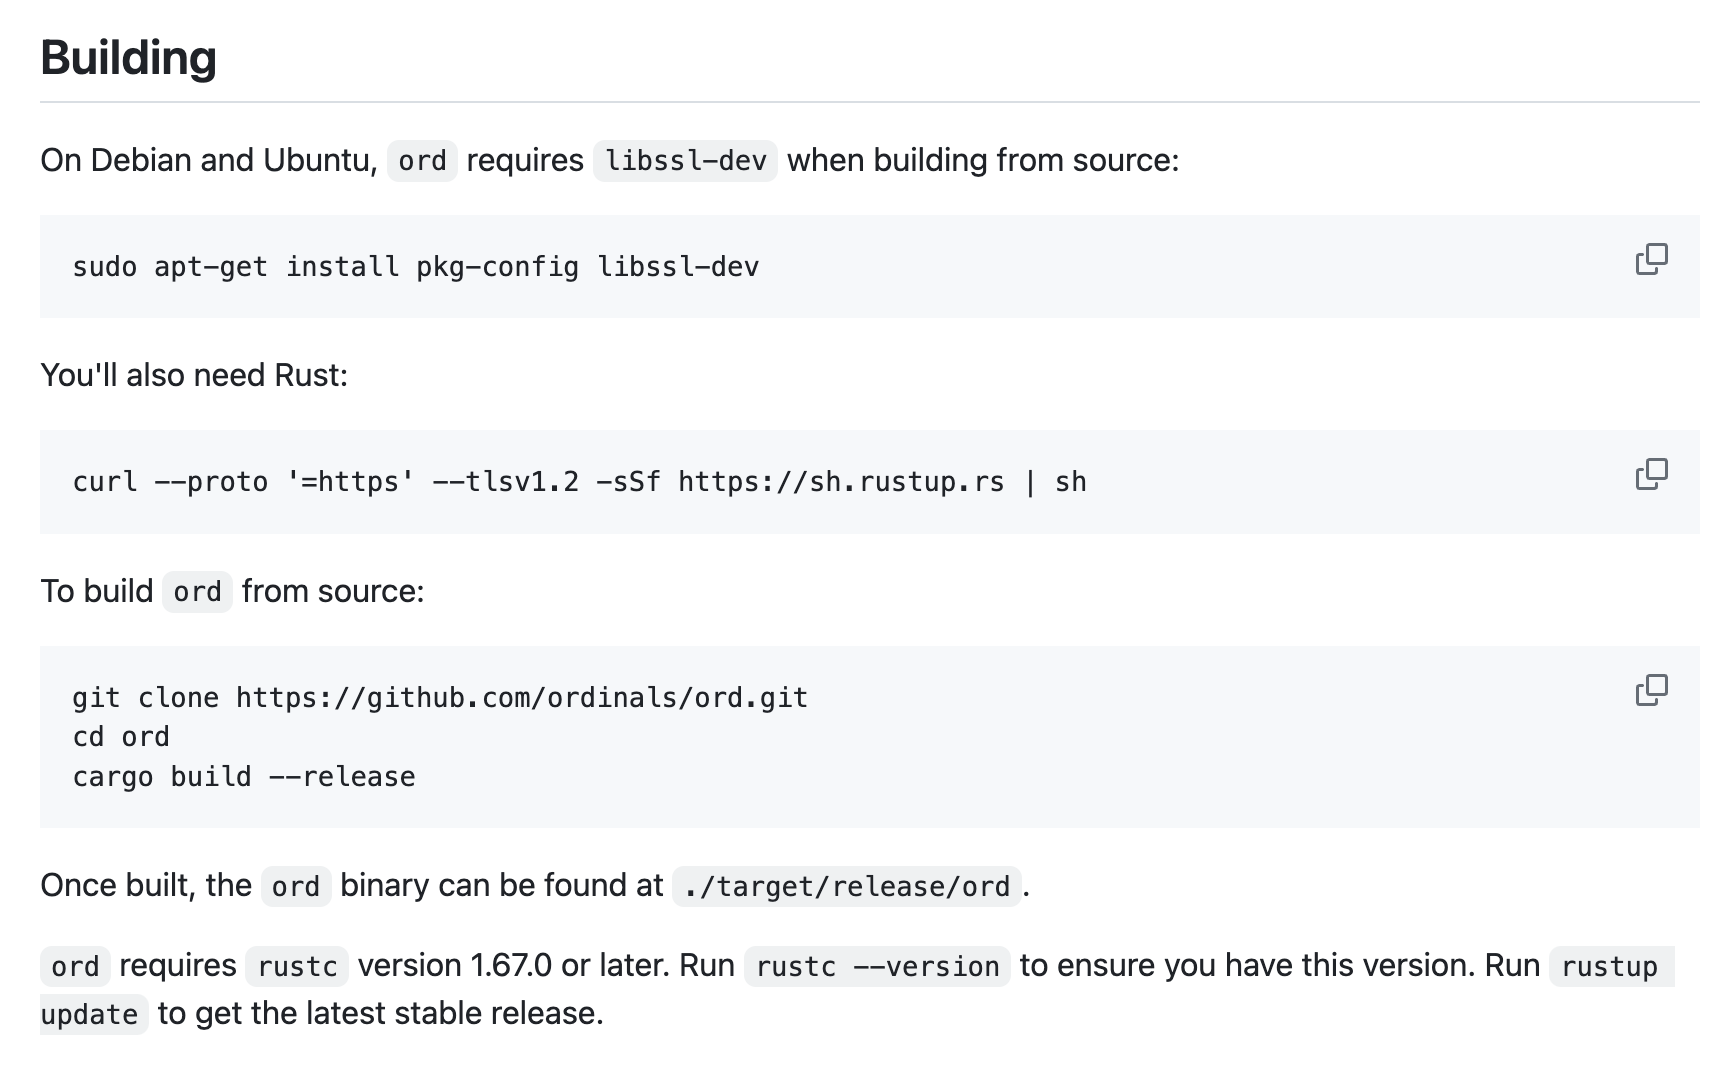 Building
On Debian and Ubuntu, ord requires libssl-dev when building from source:
sudo apt-get install pkg-config libssl-dev
You'll also need Rust:
curl --proto '=https' --tlsv1.2 -sSf https://sh.rustup.rs | sh
To build ord from source:
git clone https://github.com/ordinals/ord.git
cd ord
cargo build --release
Once built, the ord binary can be found at ./target/release/ord.
ord requires rustc version 1.67.0 or later. Run rustc --version to ensure you have this version. Run rustup
update to get the latest stable release.